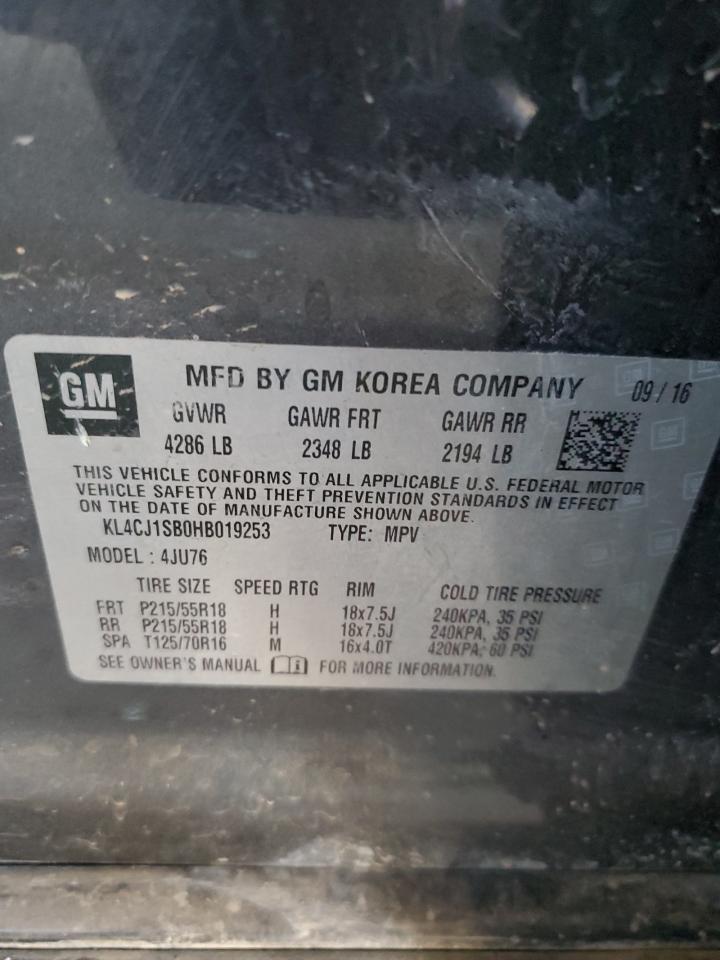 GM
MFD BY GM KOREA COMPANY 09/16
GVWR GAWR FRT GAWR RR
4286 LB 2348 LB 2194 LB
THIS VEHICLE CONFORMS TO ALL APPLICABLE U.S. FEDERAL MOTOR
VEHICLE SAFETY AND THEFT PREVENTION STANDARDS IN EFFECT
ON THE DATE OF MANUFACTURE SHOWN ABOVE.
KL4CJ1SB0HB019253 TYPE: MPV
MODEL : 4JU76
TIRE SIZE SPEED RTG RIM COLD TIRE PRESSURE
FRT P215/55R18 H 18x7.5J 240KPA, 35 PSI
RR P215/55R18 H 18x7.5J 240KPA, 35 PSI
SPA T125/70R16 M 16x4.0T 420KPA, 60 PSI
SEE OWNER'S MANUAL i FOR MORE INFORMATION.